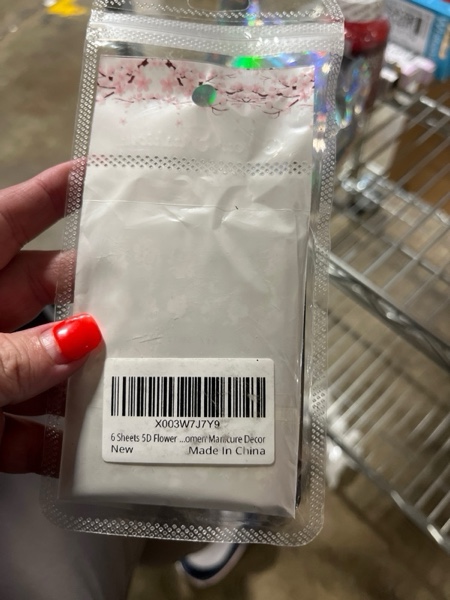 X003W7J7Y9
6 Sheets 5D Flower ...omen Manicure Decor
New
Made In China